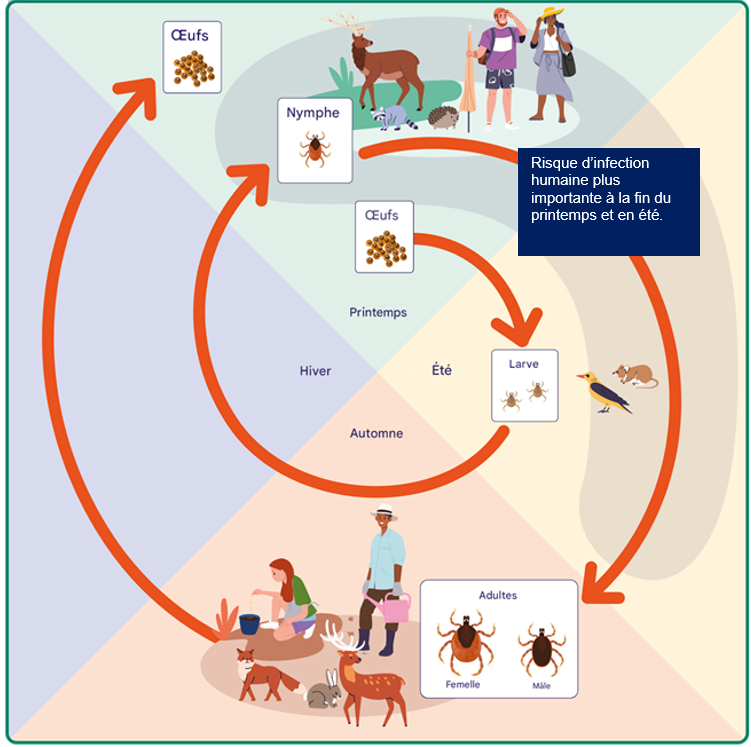 Œufs
Nymphe
Risque d'infection
humaine plus
importante à la fin du
printemps et en été.
Œufs
Printemps
Hiver
Été
Larve
Automne
Adultes
Femelle
Mâle